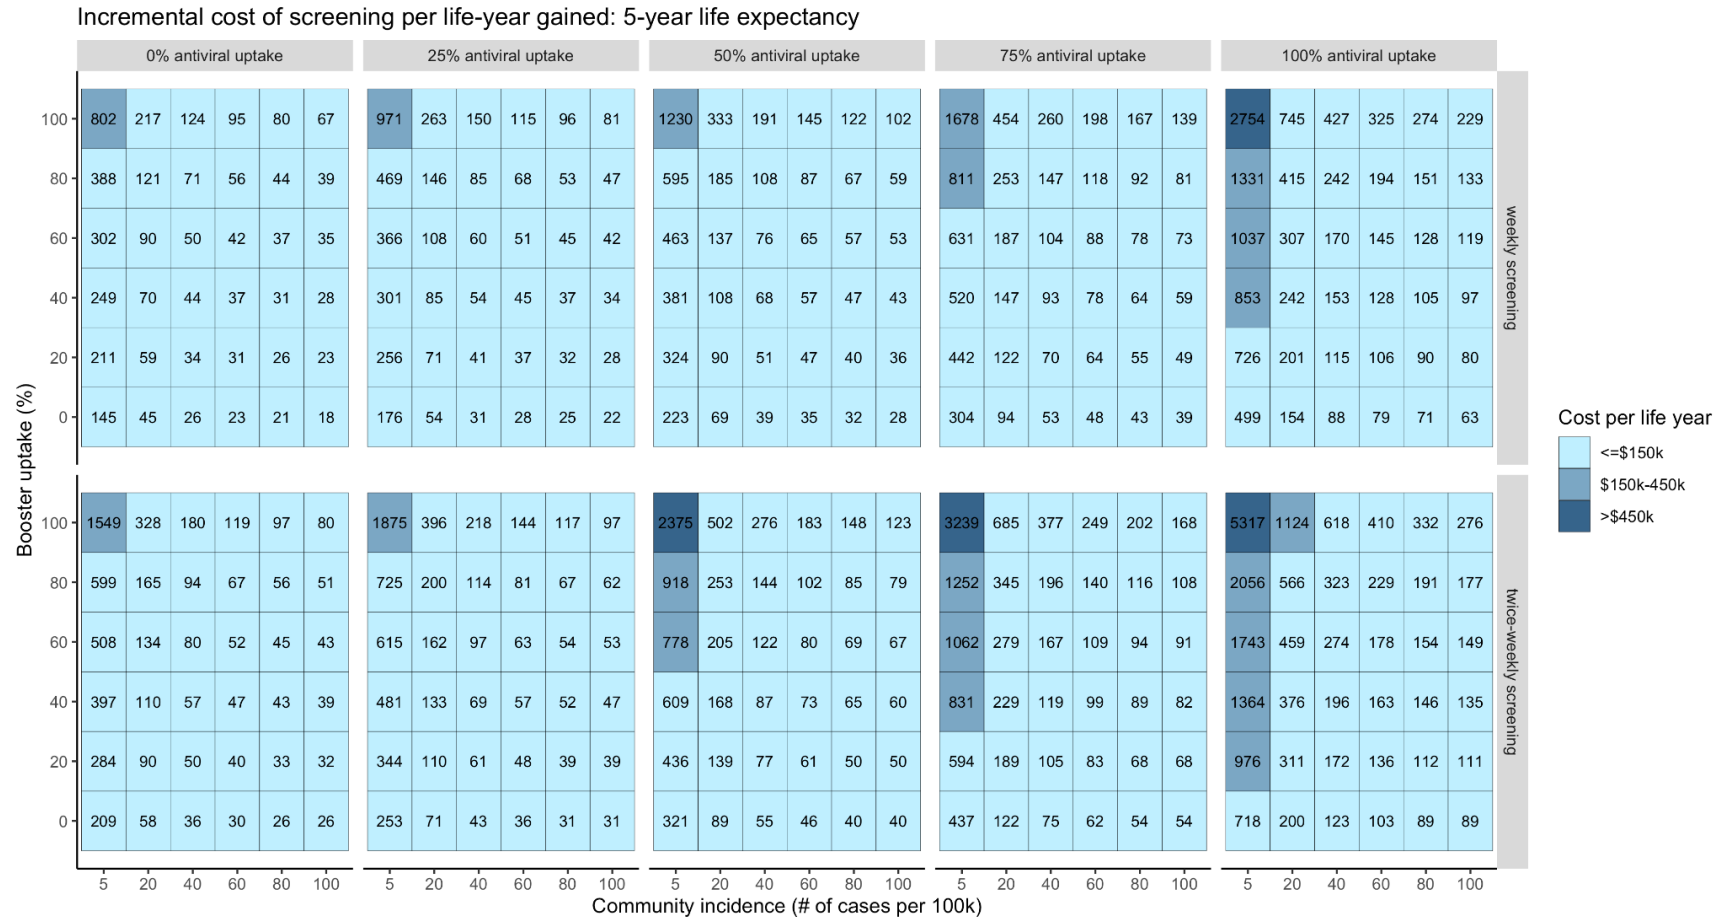 Incremental cost of screening per life-year gained: 5-year life expectancy
0% antiviral uptake 25% antiviral uptake 50% antiviral uptake 75% antiviral uptake 100% antiviral uptake
100 802 217 124 95 80 67 971 263 150 115 96 81 1230 333 191 145 122 102 1678 454 260 198 167 139 2754 745 427 325 274 229
80 388 121 71 56 44 39 469 146 85 68 53 47 595 185 108 87 67 59 811 253 147 118 92 81 1331 415 242 194 151 133
60 302 90 50 42 37 35 366 108 60 51 45 42 463 137 76 65 57 53 631 187 104 88 78 73 1037 307 170 145 128 119
40 249 70 44 37 31 28 301 85 54 45 37 34 381 108 68 57 47 43 520 147 93 78 64 59 853 242 153 128 105 97
20 211 59 34 31 26 23 256 71 41 37 32 28 324 90 51 47 40 36 442 122 70 64 55 49 726 201 115 106 90 80
0 145 45 26 23 21 18 176 54 31 28 25 22 223 69 39 35 32 28 304 94 53 48 43 39 499 154 88 79 71 63
weekly screening
100 1549 328 180 119 97 80 1875 396 218 144 117 97 2375 502 276 183 148 123 3239 685 377 249 202 168 5317 1124 618 410 332 276
80 599 165 94 67 56 51 725 200 114 81 67 62 918 253 144 102 85 79 1252 345 196 140 116 108 2056 566 323 229 191 177
60 508 134 80 52 45 43 615 162 97 63 54 53 778 205 122 80 69 67 1062 279 167 109 94 91 1743 459 274 178 154 149
40 397 110 57 47 43 39 481 133 69 57 52 47 609 168 87 73 65 60 831 229 119 99 89 82 1364 376 196 163 146 135
20 284 90 50 40 33 32 344 110 61 48 39 39 436 139 77 61 50 50 594 189 105 83 68 68 976 311 172 136 112 111
0 209 58 36 30 26 26 253 71 43 36 31 31 321 89 55 46 40 40 437 122 75 62 54 54 718 200 123 103 89 89
twice-weekly screening
5 20 40 60 80 100 5 20 40 60 80 100 5 20 40 60 80 100 5 20 40 60 80 100 5 20 40 60 80 100
Community incidence (# of cases per 100k)
Booster uptake (%)
Cost per life year
<=$150k
$150k-450k
>$450k